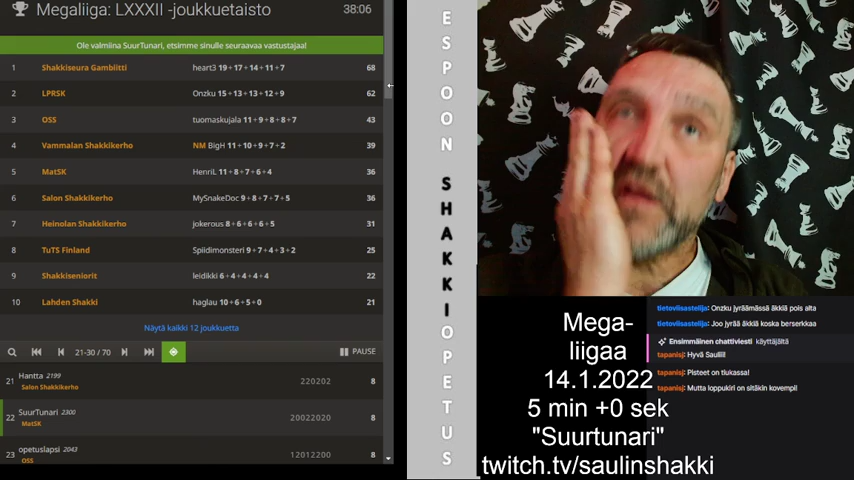 Megaliiga: LXXXII -joukkuetaisto 38:06
Ole valmiina SuurTunari, etsimme sinulle seuraavaa vastustajaa!
1 Shakkiseura Gambiitti heart3 19+17+14+11+7 68
2 LPRSK Onzku 15+13+13+12+9 62
3 OSS tuomaskujala 11+9+8+8+7 43
4 Vammalan Shakkikerho NM BigH 11+10+9+7+2 39
5 MatSK HenriL 11+8+7+6+4 36
6 Salon Shakkikerho MySnakeDoc 9+8+7+7+5 36
7 Heinolan Shakkikerho jokerous 8+6+6+6+5 31
8 TuTS Finland Spiidimonsteri 9+7+4+3+2 25
9 Shakkiseniorit leidikki 6+4+4+4+4 22
10 Lahden Shakki haglau 10+6+5+0 21
Näytä kaikki 12 joukkuetta
21-30 / 70 PAUSE
21 Hantta 2199 220202 8
Salon Shakkikerho
22 SuurTunari 2300 20022020 8
MatSK
23 opetuslapsi 2043 12012200 8
OSS
ESPOON SHAKKIOPETUS
Mega-
liigaa
14.1.2022
5 min +0 sek
"Suurtunari"
twitch.tv/saulinshakki
tietoviisastelija: Onzku jyräämässä äkkiä pois alta
tietoviisastelija: Joo jyrää äkkiä koska berserkkaa
Ensimmäinen chattiviesti käyttäjältä
tapanisj: Hyvä Sauliii!
tapanisj: Pisteet on tiukassa!
tapanisj: Mutta loppukiri on sitäkin kovempi!